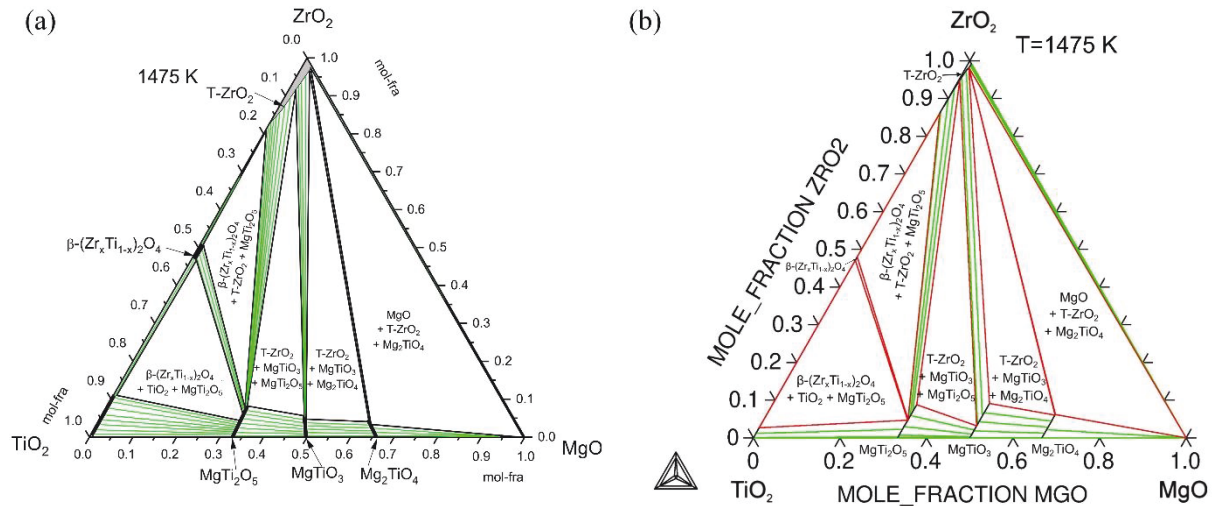 (a)
ZrO2
1475 K
mol-fra
0.0
0.1
0.2
0.3
0.4
0.5
0.6
0.7
0.8
0.9
1.0
1.0
0.9
0.8
0.7
0.6
0.5
0.4
0.3
0.2
0.1
0.0
T-ZrO2
β-(ZrxTi1-x)2O4
β-(ZrxTi1-x)2O4
+ T-ZrO2 + MgTi2O5
MgO
+ T-ZrO2
+ Mg2TiO4
T-ZrO2
+ MgTiO3
+ MgTi2O5
T-ZrO2
+ MgTiO3
+ Mg2TiO4
β-(ZrxTi1-x)2O4
+ TiO2 + MgTi2O5
mol-fra
TiO2
MgO
0.0 0.1 0.2 0.3 0.4 0.5 0.6 0.7 0.8 0.9 1.0
mol-fra
MgTi2O5
MgTiO3
Mg2TiO4
(b)
ZrO2
T=1475 K
1.0
0.9
0.8
0.7
0.6
0.5
0.4
0.3
0.2
0.1
0
T-ZrO2
MOLE_FRACTION ZRO2
β-(ZrxTi1-x)2O4
β-(ZrxTi1-x)2O4
+ T-ZrO2 + MgTi2O5
MgO
+ T-ZrO2
+ Mg2TiO4
β-(ZrxTi1-x)2O4
+ TiO2 + MgTi2O5
T-ZrO2
+ MgTiO3
+ MgTi2O5
T-ZrO2
+ MgTiO3
+ Mg2TiO4
MgTi2O5
MgTiO3
Mg2TiO4
0 0.2 0.4 0.6 0.8 1.0
TiO2
MOLE_FRACTION MGO
MgO